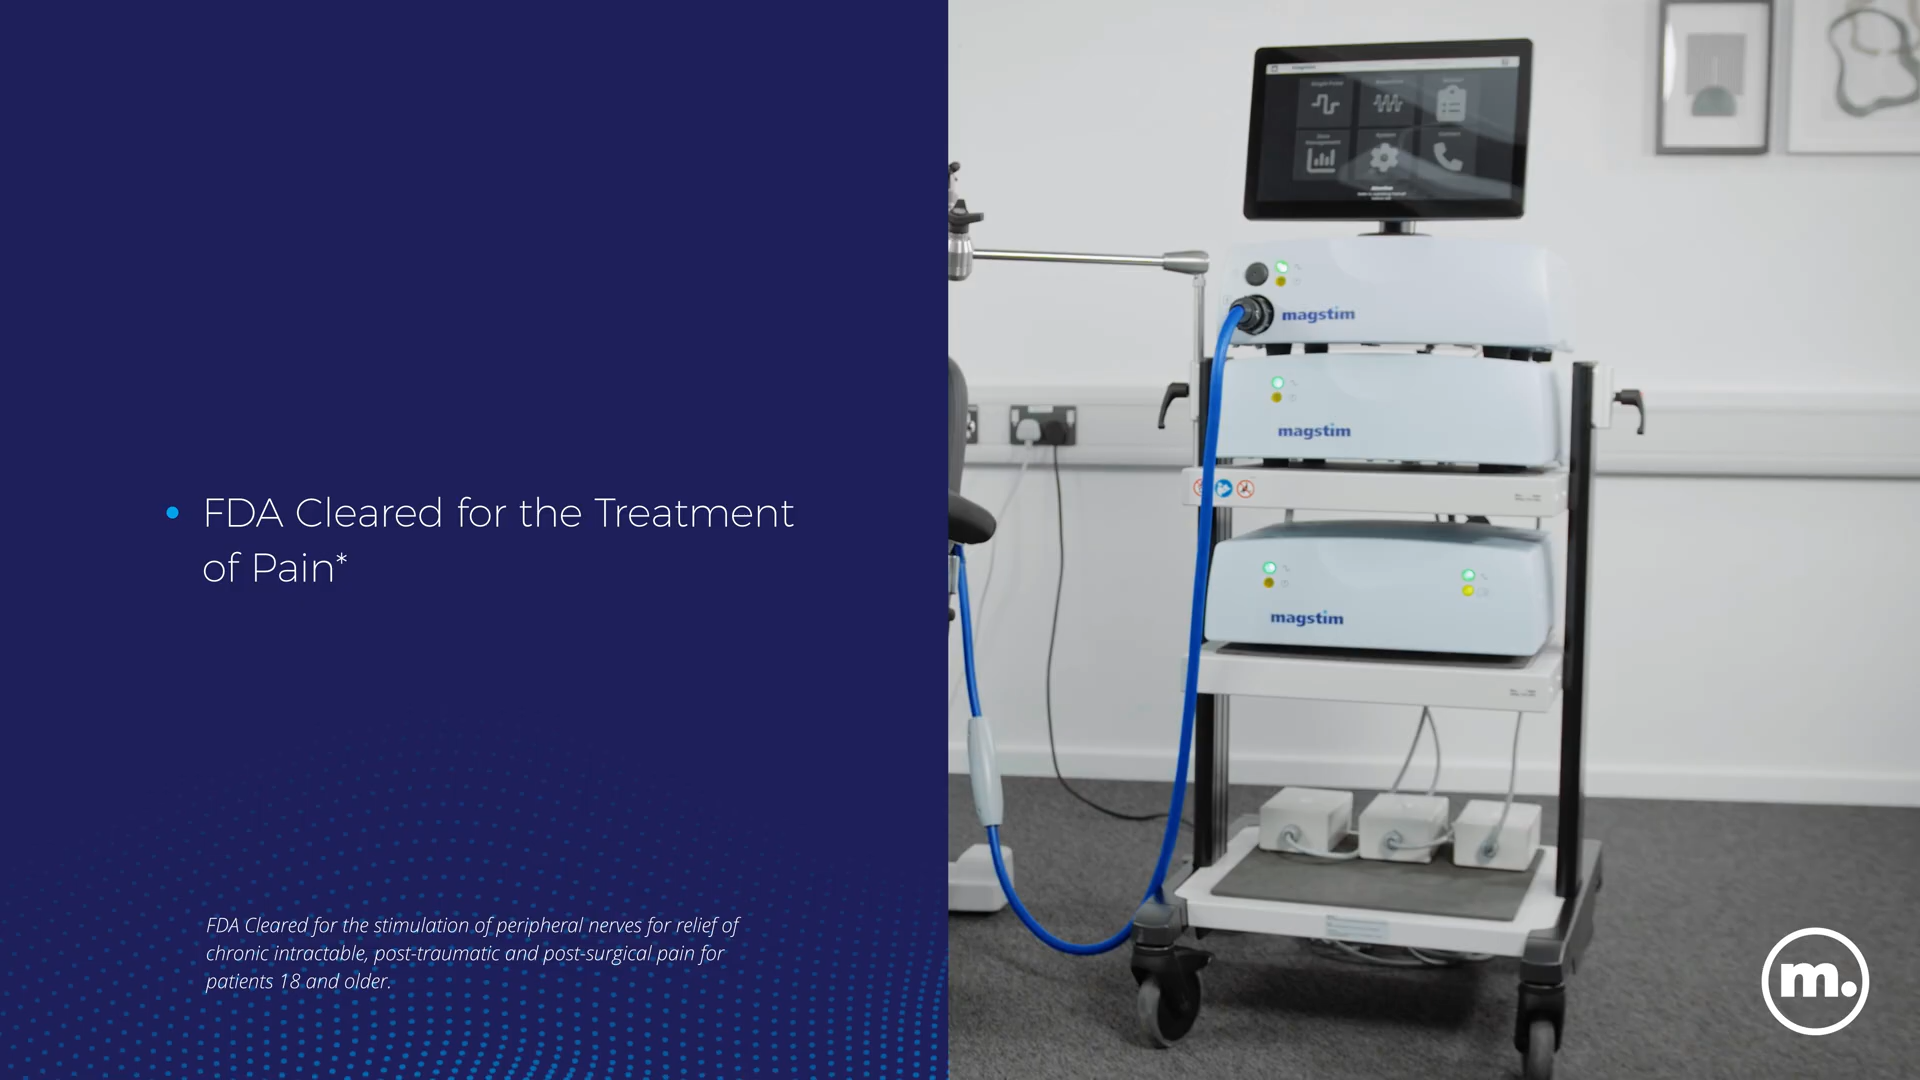 FDA Cleared for the Treatment
of Pain*
FDA Cleared for the stimulation of peripheral nerves for relief of
chronic intractable, post-traumatic and post-surgical pain for
patients 18 and older.
magstim
magstim
magstim
m.